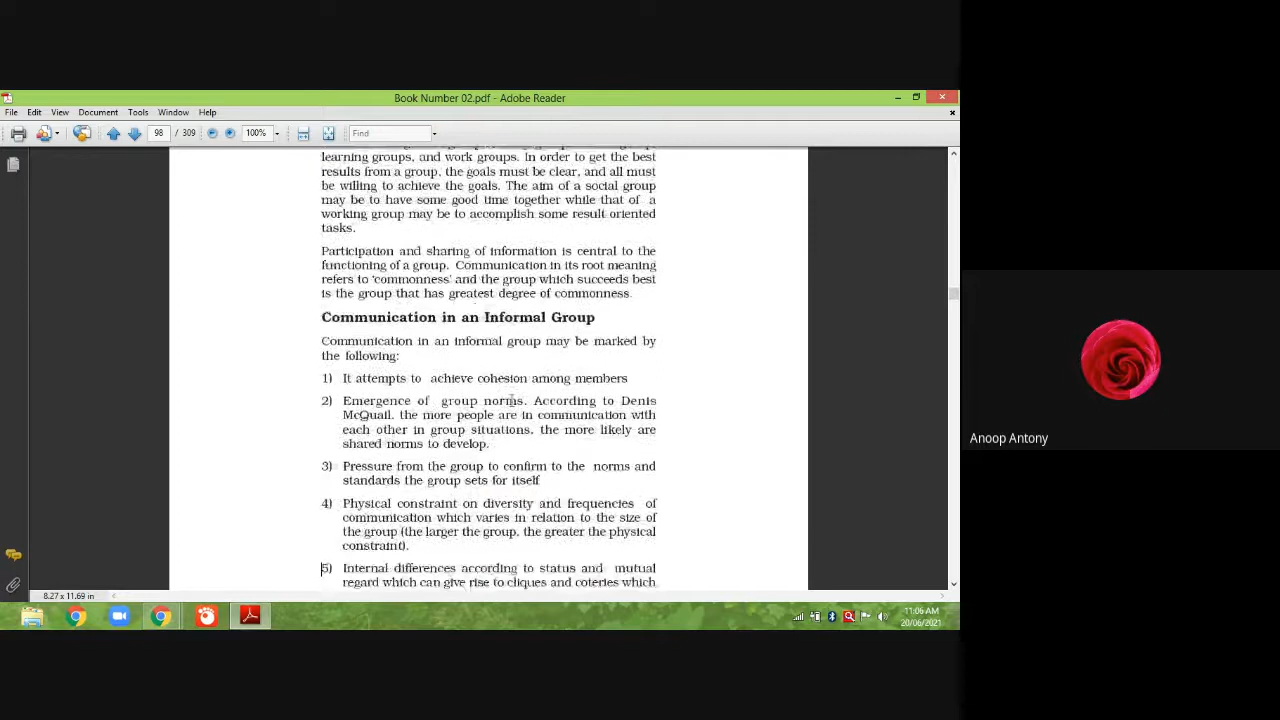 Book Number 02.pdf - Adobe Reader
File Edit View Document Tools Window Help
98 / 309 100% Find
learning groups, and work groups. In order to get the best
results from a group, the goals must be clear, and all must
be willing to achieve the goals. The aim of a social group
may be to have some good time together while that of a
working group may be to accomplish some result oriented
tasks.
Participation and sharing of information is central to the
functioning of a group. Communication in its root meaning
refers to 'commonness' and the group which succeeds best
is the group that has greatest degree of commonness.
Communication in an Informal Group
Communication in an informal group may be marked by
the following:
1) It attempts to achieve cohesion among members
2) Emergence of group norms. According to Denis
McQuail, the more people are in communication with
each other in group situations, the more likely are
shared norms to develop.
3) Pressure from the group to confirm to the norms and
standards the group sets for itself
4) Physical constraint on diversity and frequencies of
communication which varies in relation to the size of
the group (the larger the group, the greater the physical
constraint).
5) Internal differences according to status and mutual
regard which can give rise to cliques and coteries which
8.27 x 11.69 in
11:06 AM
20/06/2021
Anoop Antony